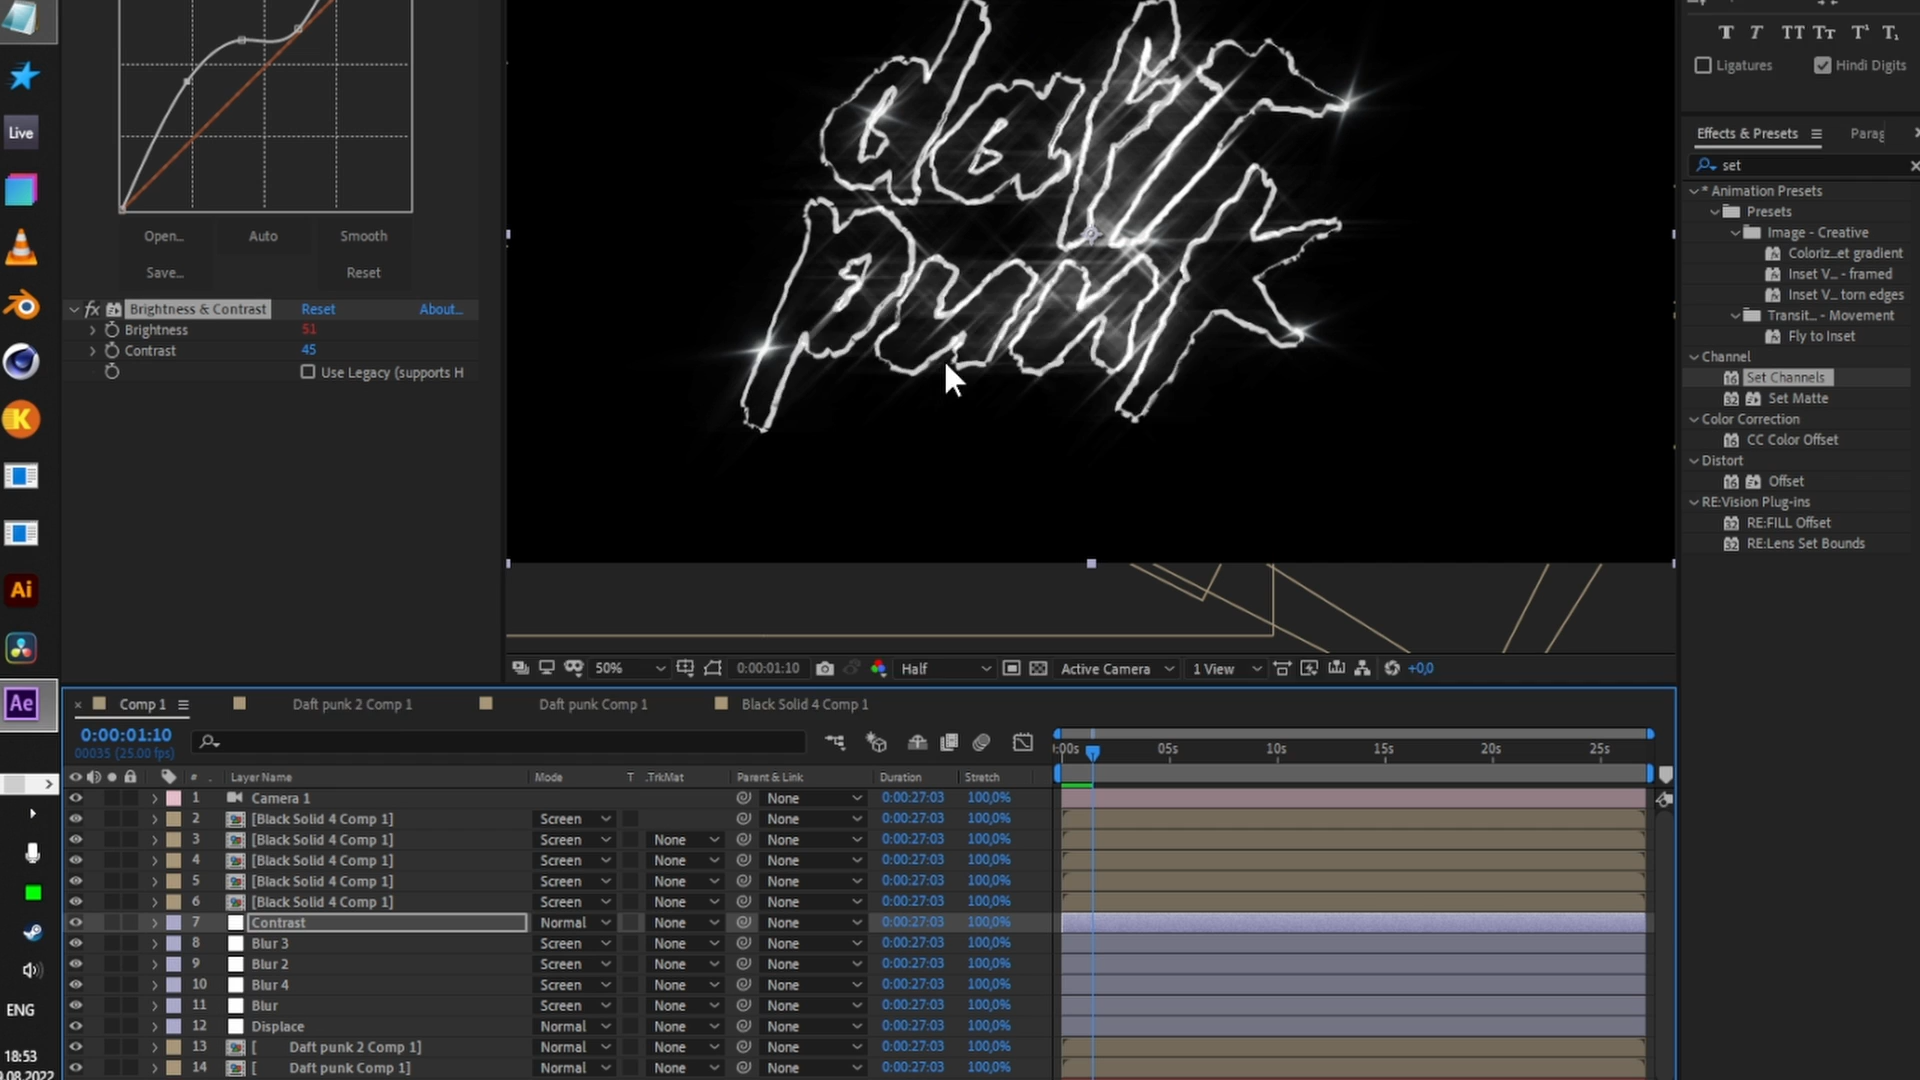 daft
punk
T T TT Tт T¹ T₁
Ligatures Hindi Digits
Effects & Presets Parag
set
* Animation Presets
Presets
Image - Creative
Coloriz...et gradient
Inset V... - framed
Inset V... torn edges
Transit... - Movement
Fly to Inset
Channel
16 Set Channels
32 Set Matte
Color Correction
16 CC Color Offset
Distort
16 Offset
RE:Vision Plug-ins
32 RE:FILL Offset
32 RE:Lens Set Bounds
Live
Open... Auto Smooth
Save... Reset
fx Brightness & Contrast Reset About...
Brightness 51
Contrast 45
Use Legacy (supports H
K
Ai
Ae
50% 0:00:01:10 Half Active Camera 1 View +0,0
× Comp 1 Daft punk 2 Comp 1 Daft punk Comp 1 Black Solid 4 Comp 1
0:00:01:10
00035 (25.00 fps)
:00s 05s 10s 15s 20s 25s
# . Layer Name Mode T .TrkMat Parent & Link Duration Stretch
1 Camera 1 None 0:00:27:03 100,0%
2 [Black Solid 4 Comp 1] Screen None 0:00:27:03 100,0%
3 [Black Solid 4 Comp 1] Screen None None 0:00:27:03 100,0%
4 [Black Solid 4 Comp 1] Screen None None 0:00:27:03 100,0%
5 [Black Solid 4 Comp 1] Screen None None 0:00:27:03 100,0%
6 [Black Solid 4 Comp 1] Screen None None 0:00:27:03 100,0%
7 Contrast Normal None None 0:00:27:03 100,0%
8 Blur 3 Screen None None 0:00:27:03 100,0%
9 Blur 2 Screen None None 0:00:27:03 100,0%
10 Blur 4 Screen None None 0:00:27:03 100,0%
11 Blur Screen None None 0:00:27:03 100,0%
12 Displace Normal None None 0:00:27:03 100,0%
13 [ Daft punk 2 Comp 1] Normal None None 0:00:27:03 100,0%
14 [ Daft punk Comp 1] Normal None None 0:00:27:03 100,0%
ENG
18:53
.08.2022